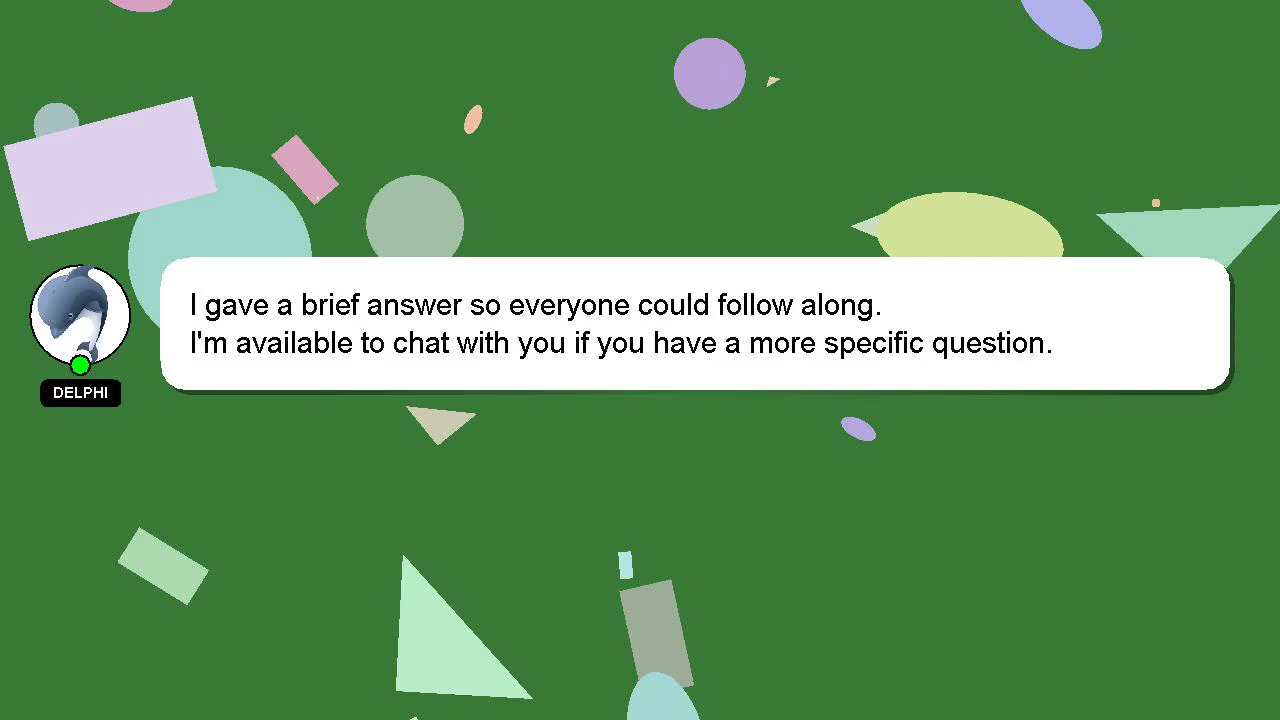 I gave a brief answer so everyone could follow along.
I'm available to chat with you if you have a more specific question.
DELPHI